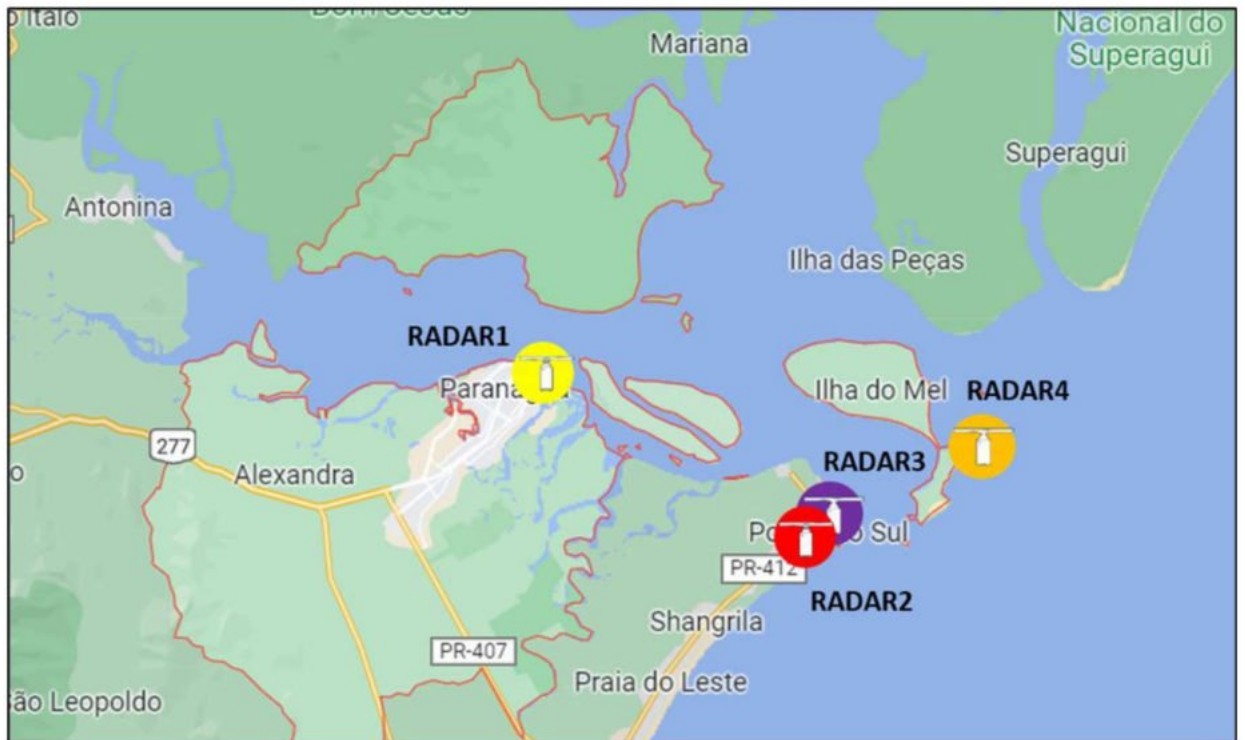 Mariana
Nacional do
Superagui
Superagui
Antonina
Ilha das Peças
RADAR1
Ilha do Mel
RADAR4
277
Alexandra
RADAR3
Sul
PR-412
RADAR2
Shangrila
PR-407
Praia do Leste
ão Leopoldo